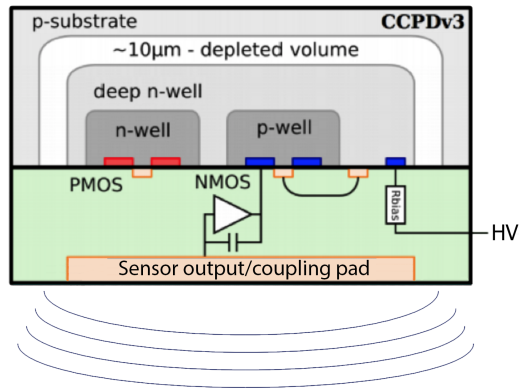 p-substrate
CCPDv3
~10μm - depleted volume
deep n-well
n-well
p-well
PMOS
NMOS
Rbias
HV
Sensor output/coupling pad